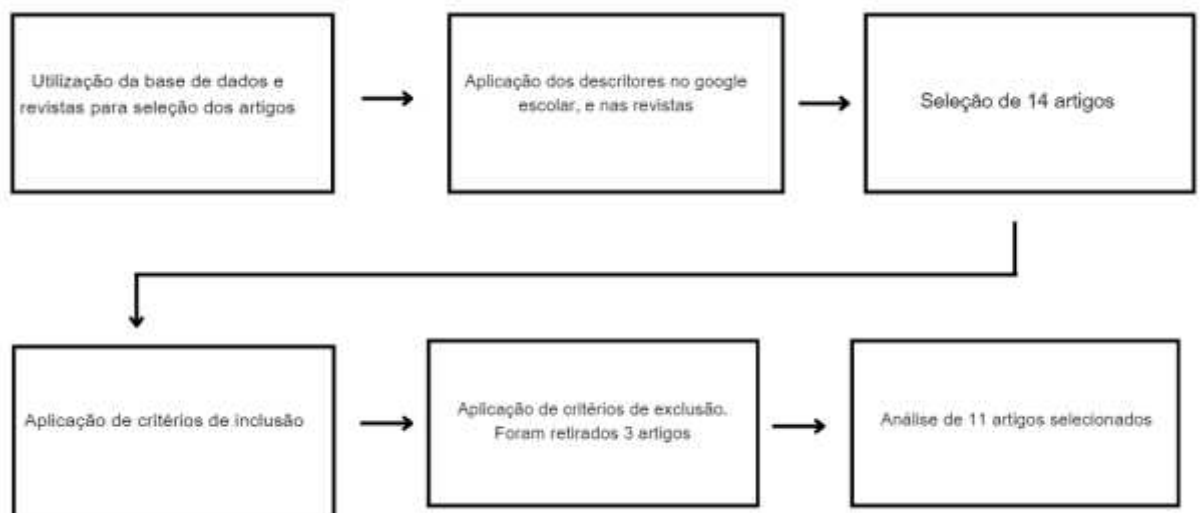 Utilização da base de dados e
revistas para seleção dos artigos
Aplicação dos descritores no google
escolar, e nas revistas
Seleção de 14 artigos
Aplicação de critérios de inclusão
Aplicação de critérios de exclusão.
Foram retirados 3 artigos
Análise de 11 artigos selecionados